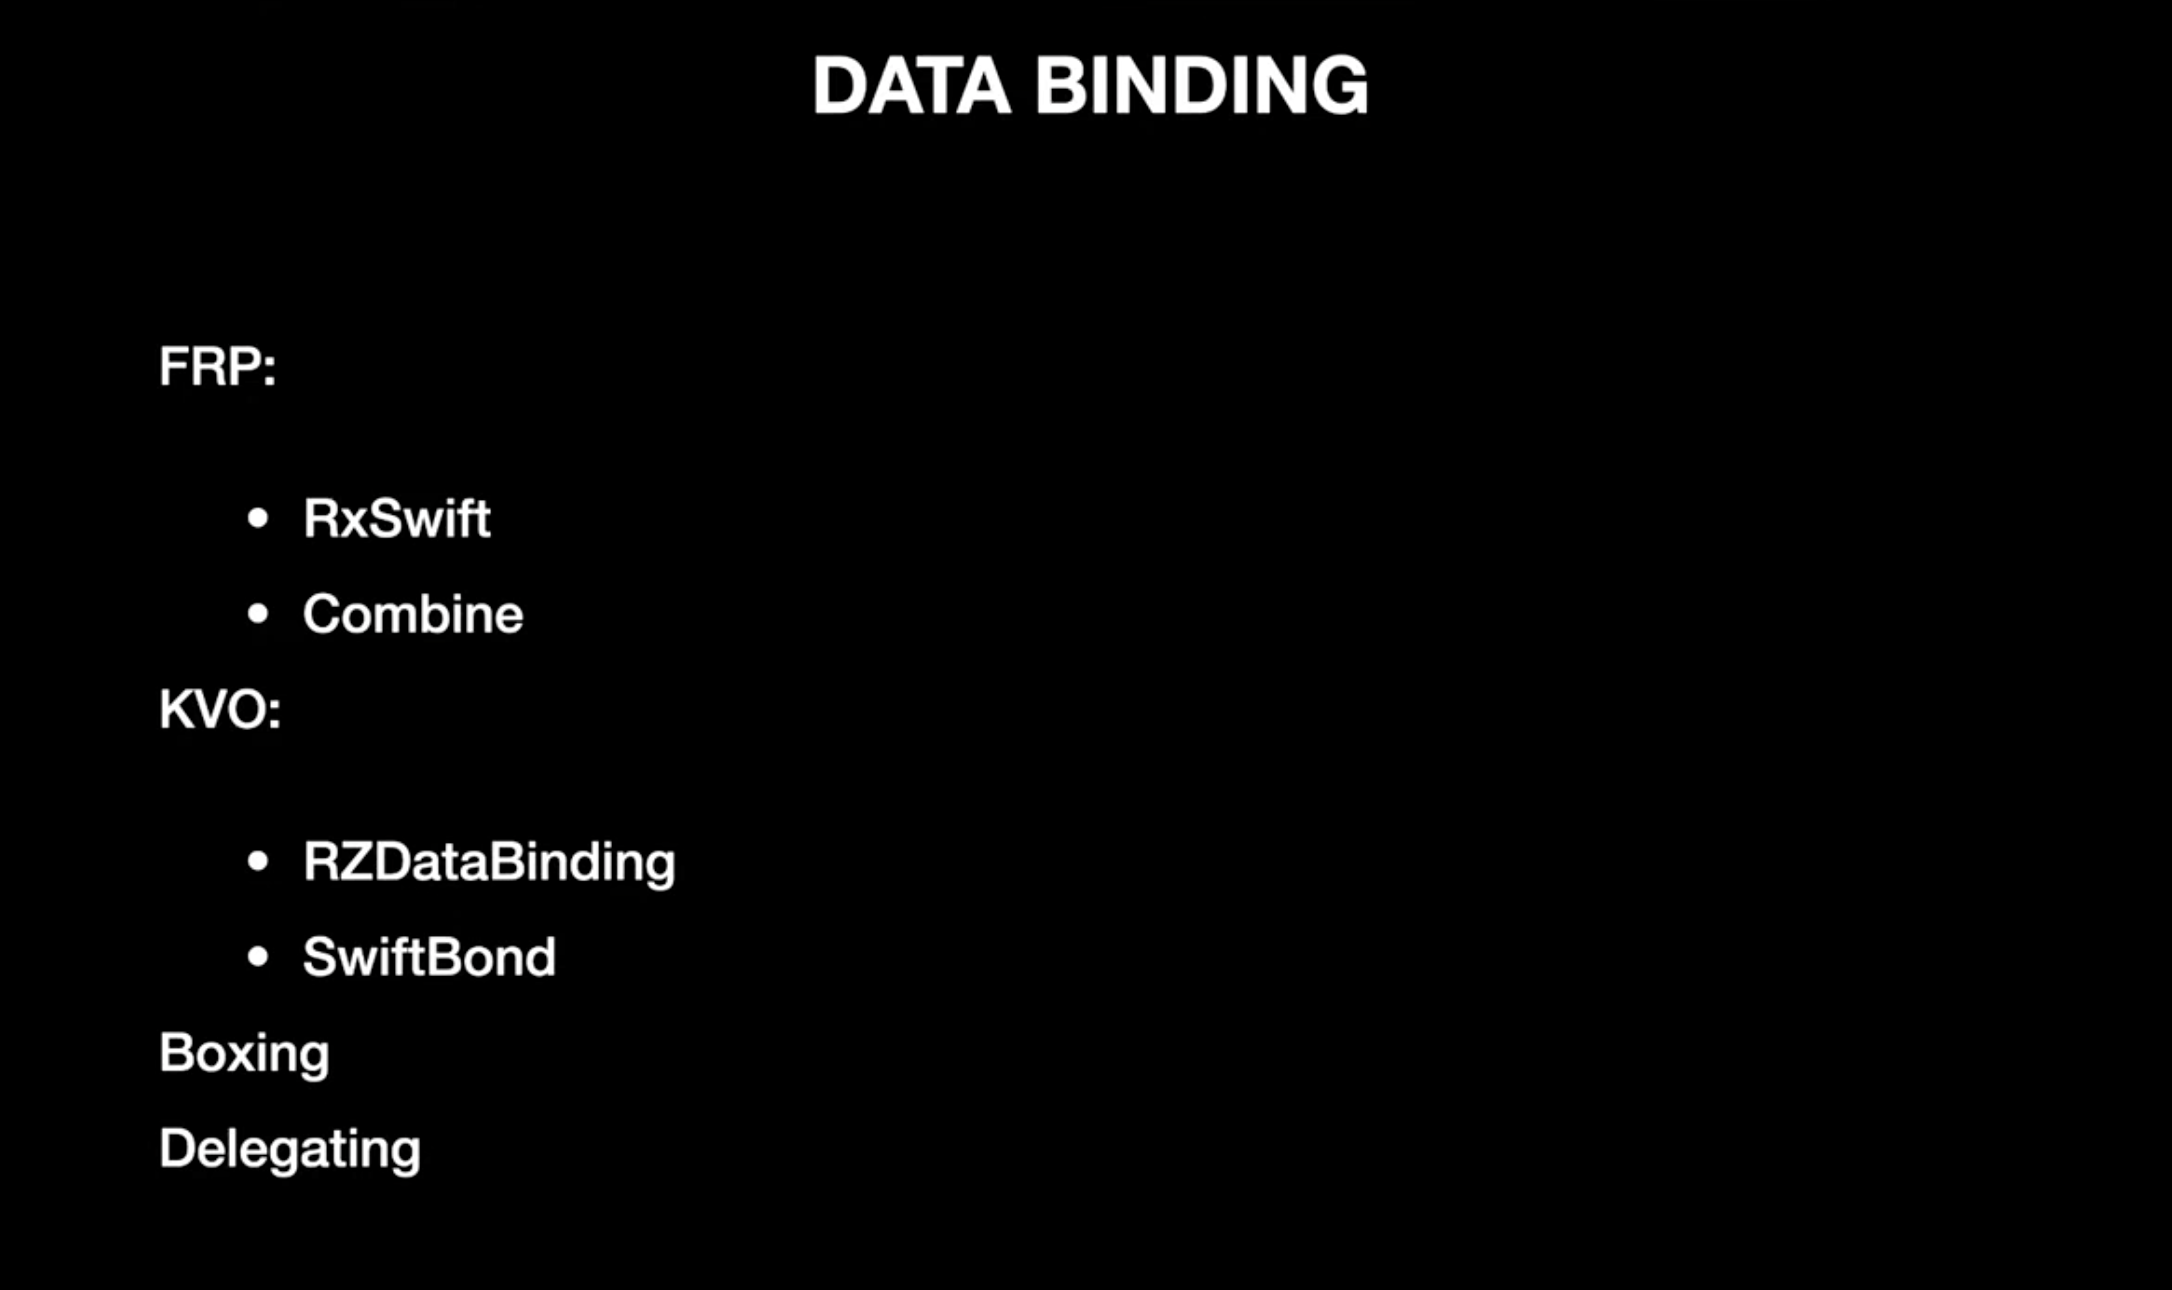 DATA BINDING
FRP:
• RxSwift
• Combine
KVO:
• RZDataBinding
• SwiftBond
Boxing
Delegating